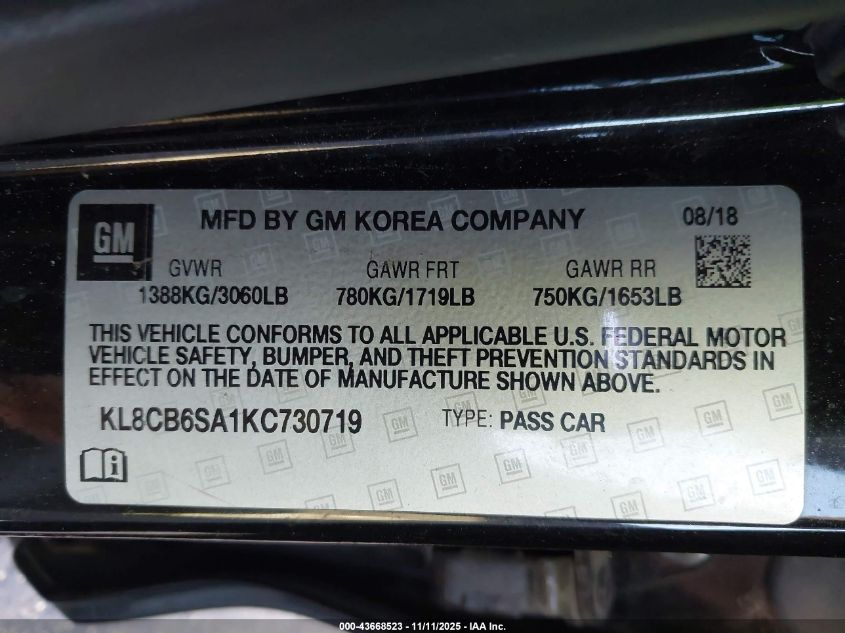 GM
MFD BY GM KOREA COMPANY
08/18
GVWR GAWR FRT GAWR RR
1388KG/3060LB 780KG/1719LB 750KG/1653LB
THIS VEHICLE CONFORMS TO ALL APPLICABLE U.S. FEDERAL MOTOR
VEHICLE SAFETY, BUMPER, AND THEFT PREVENTION STANDARDS IN
EFFECT ON THE DATE OF MANUFACTURE SHOWN ABOVE.
KL8CB6SA1KC730719 TYPE: PASS CAR
000-43668523 - 11/11/2025 - IAA Inc.